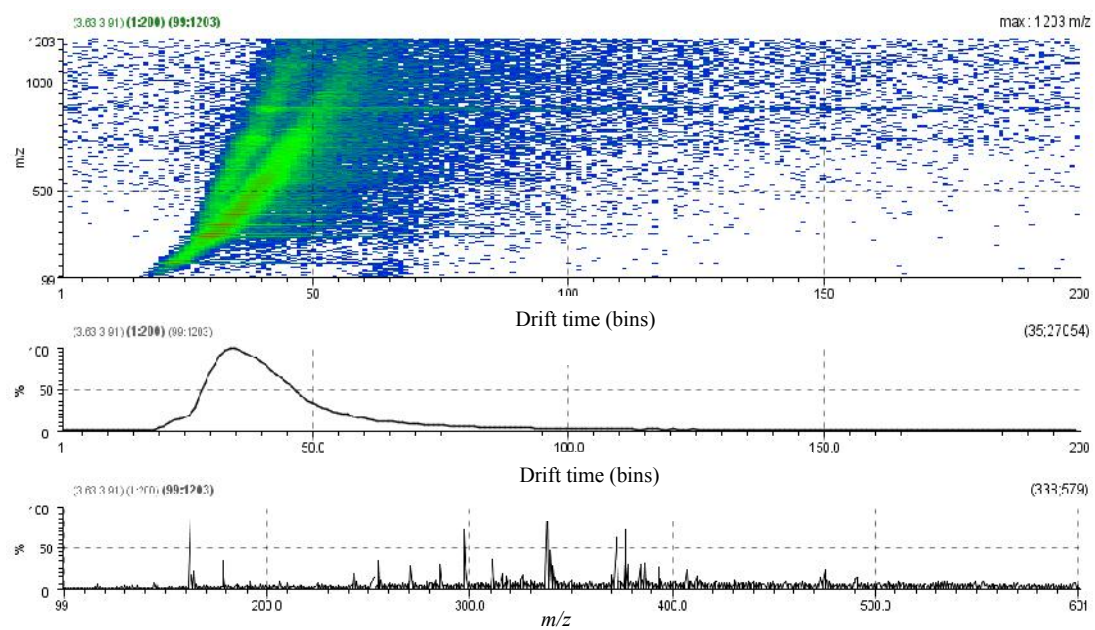 (3.63 3.91) (1:200) (99:1203) max : 1203 m/z
1203
1000
m/z
500
99
1 50 100 150 200
Drift time (bins)
(3.63 3.91) (1:200) (99:1203) (35;27054)
100
%
50
0
1 50.0 100.0 150.0 200
Drift time (bins)
(3.63 3.91) (1:200) (99:1203) (338;579)
100
%
50
0
99 200.0 300.0 400.0 500.0 601
m/z